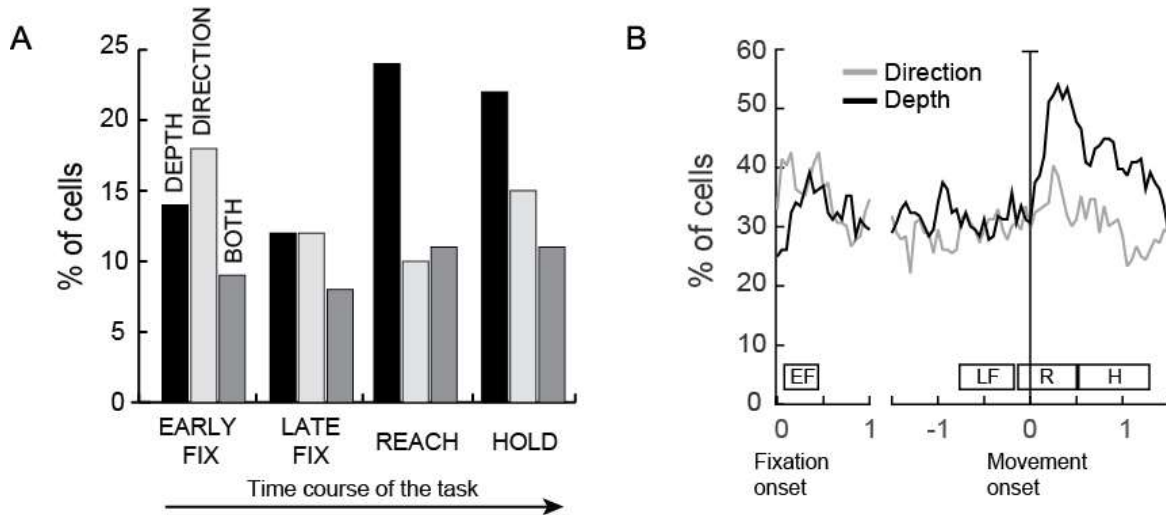 A
% of cells
25
20
15
10
5
0
DEPTH
DIRECTION
BOTH
EARLY
FIX
LATE
FIX
REACH
HOLD
Time course of the task
B
% of cells
60
50
40
30
20
10
0
Direction
Depth
EF
LF
R
H
0
1
-1
0
1
Fixation
onset
Movement
onset